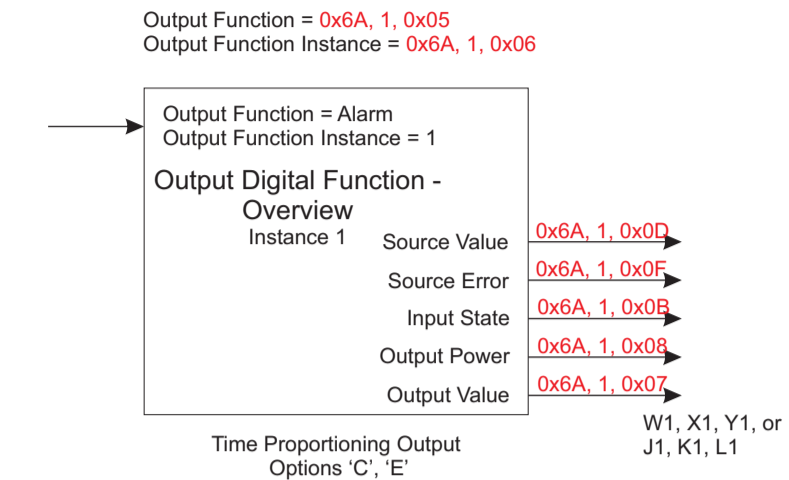 Output Function = 0x6A, 1, 0x05
Output Function Instance = 0x6A, 1, 0x06
Output Function = Alarm
Output Function Instance = 1
Output Digital Function -
Overview
Instance 1
Source Value 0x6A, 1, 0x0D
Source Error 0x6A, 1, 0x0F
Input State 0x6A, 1, 0x0B
Output Power 0x6A, 1, 0x08
Output Value 0x6A, 1, 0x07
W1, X1, Y1, or
J1, K1, L1
Time Proportioning Output
Options ‘C’, ‘E’